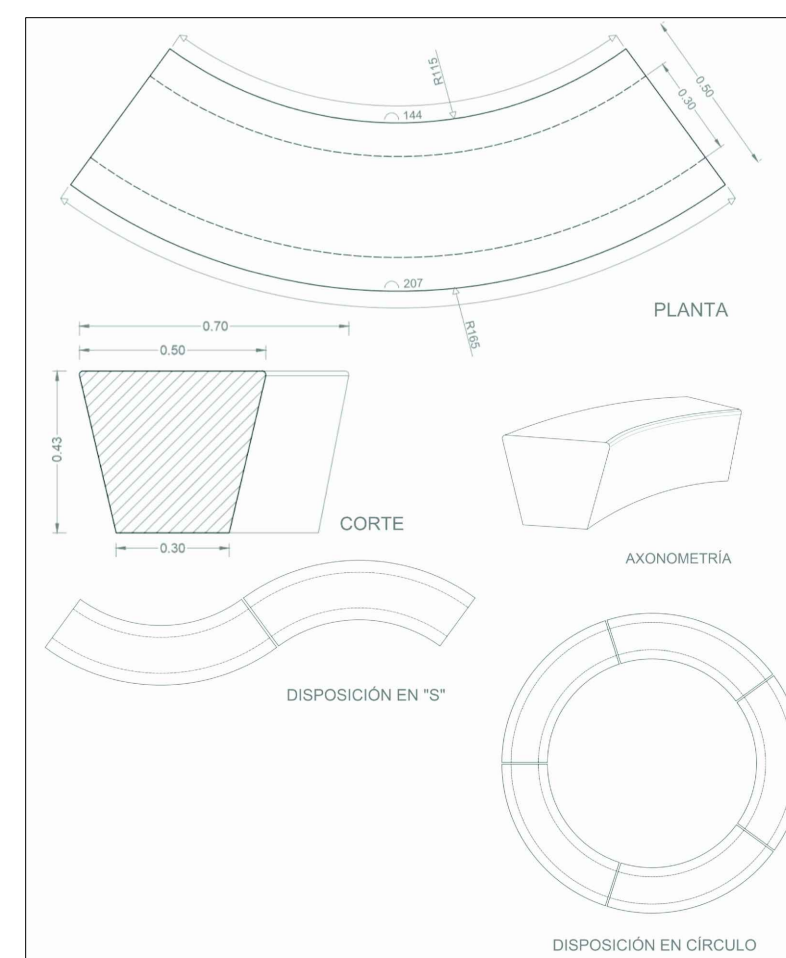 R115
144
0.50
0.30
207
R165
PLANTA
0.70
0.50
0.43
0.30
CORTE
AXONOMETRÍA
DISPOSICIÓN EN "S"
DISPOSICIÓN EN CÍRCULO